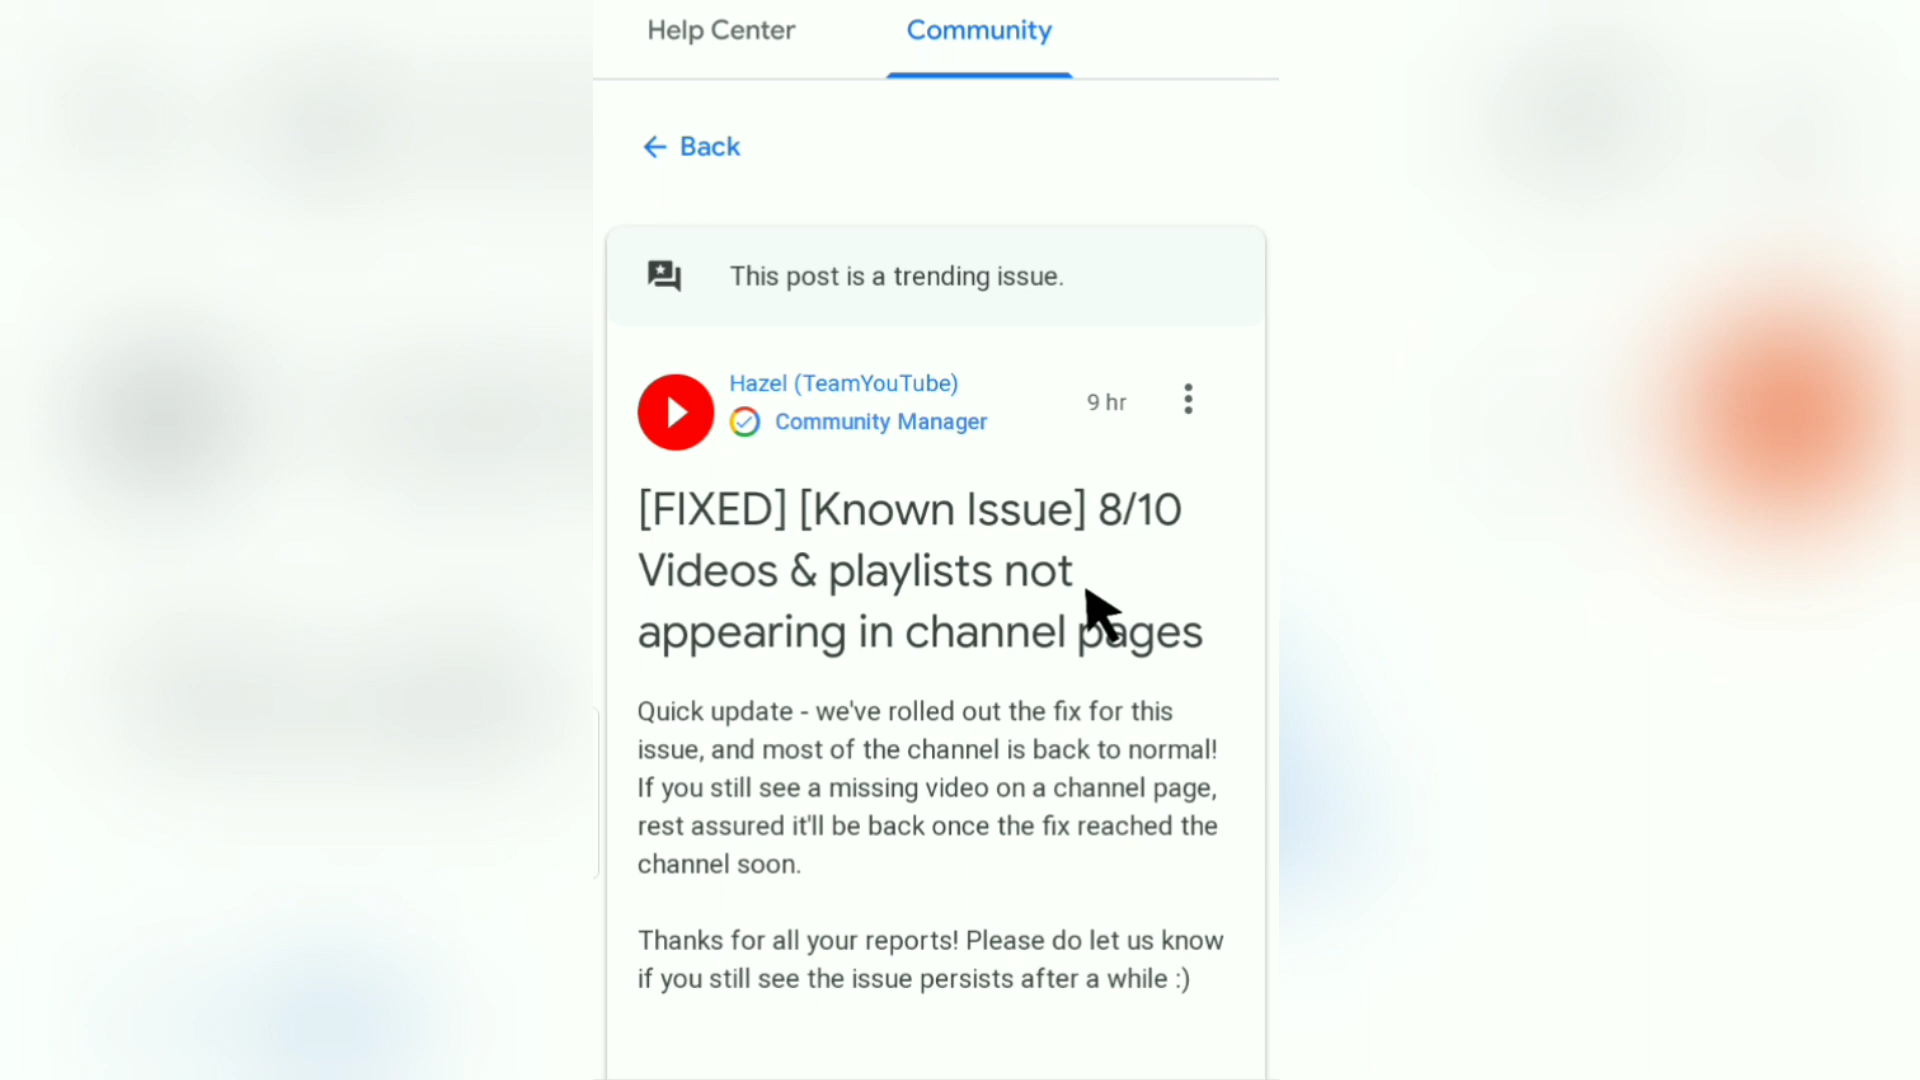 Help Center
Community
Back
This post is a trending issue.
Hazel (TeamYouTube)
Community Manager
9 hr
[FIXED] [Known Issue] 8/10
Videos & playlists not
appearing in channel pages
Quick update - we've rolled out the fix for this
issue, and most of the channel is back to normal!
If you still see a missing video on a channel page,
rest assured it'll be back once the fix reached the
channel soon.
Thanks for all your reports! Please do let us know
if you still see the issue persists after a while :)